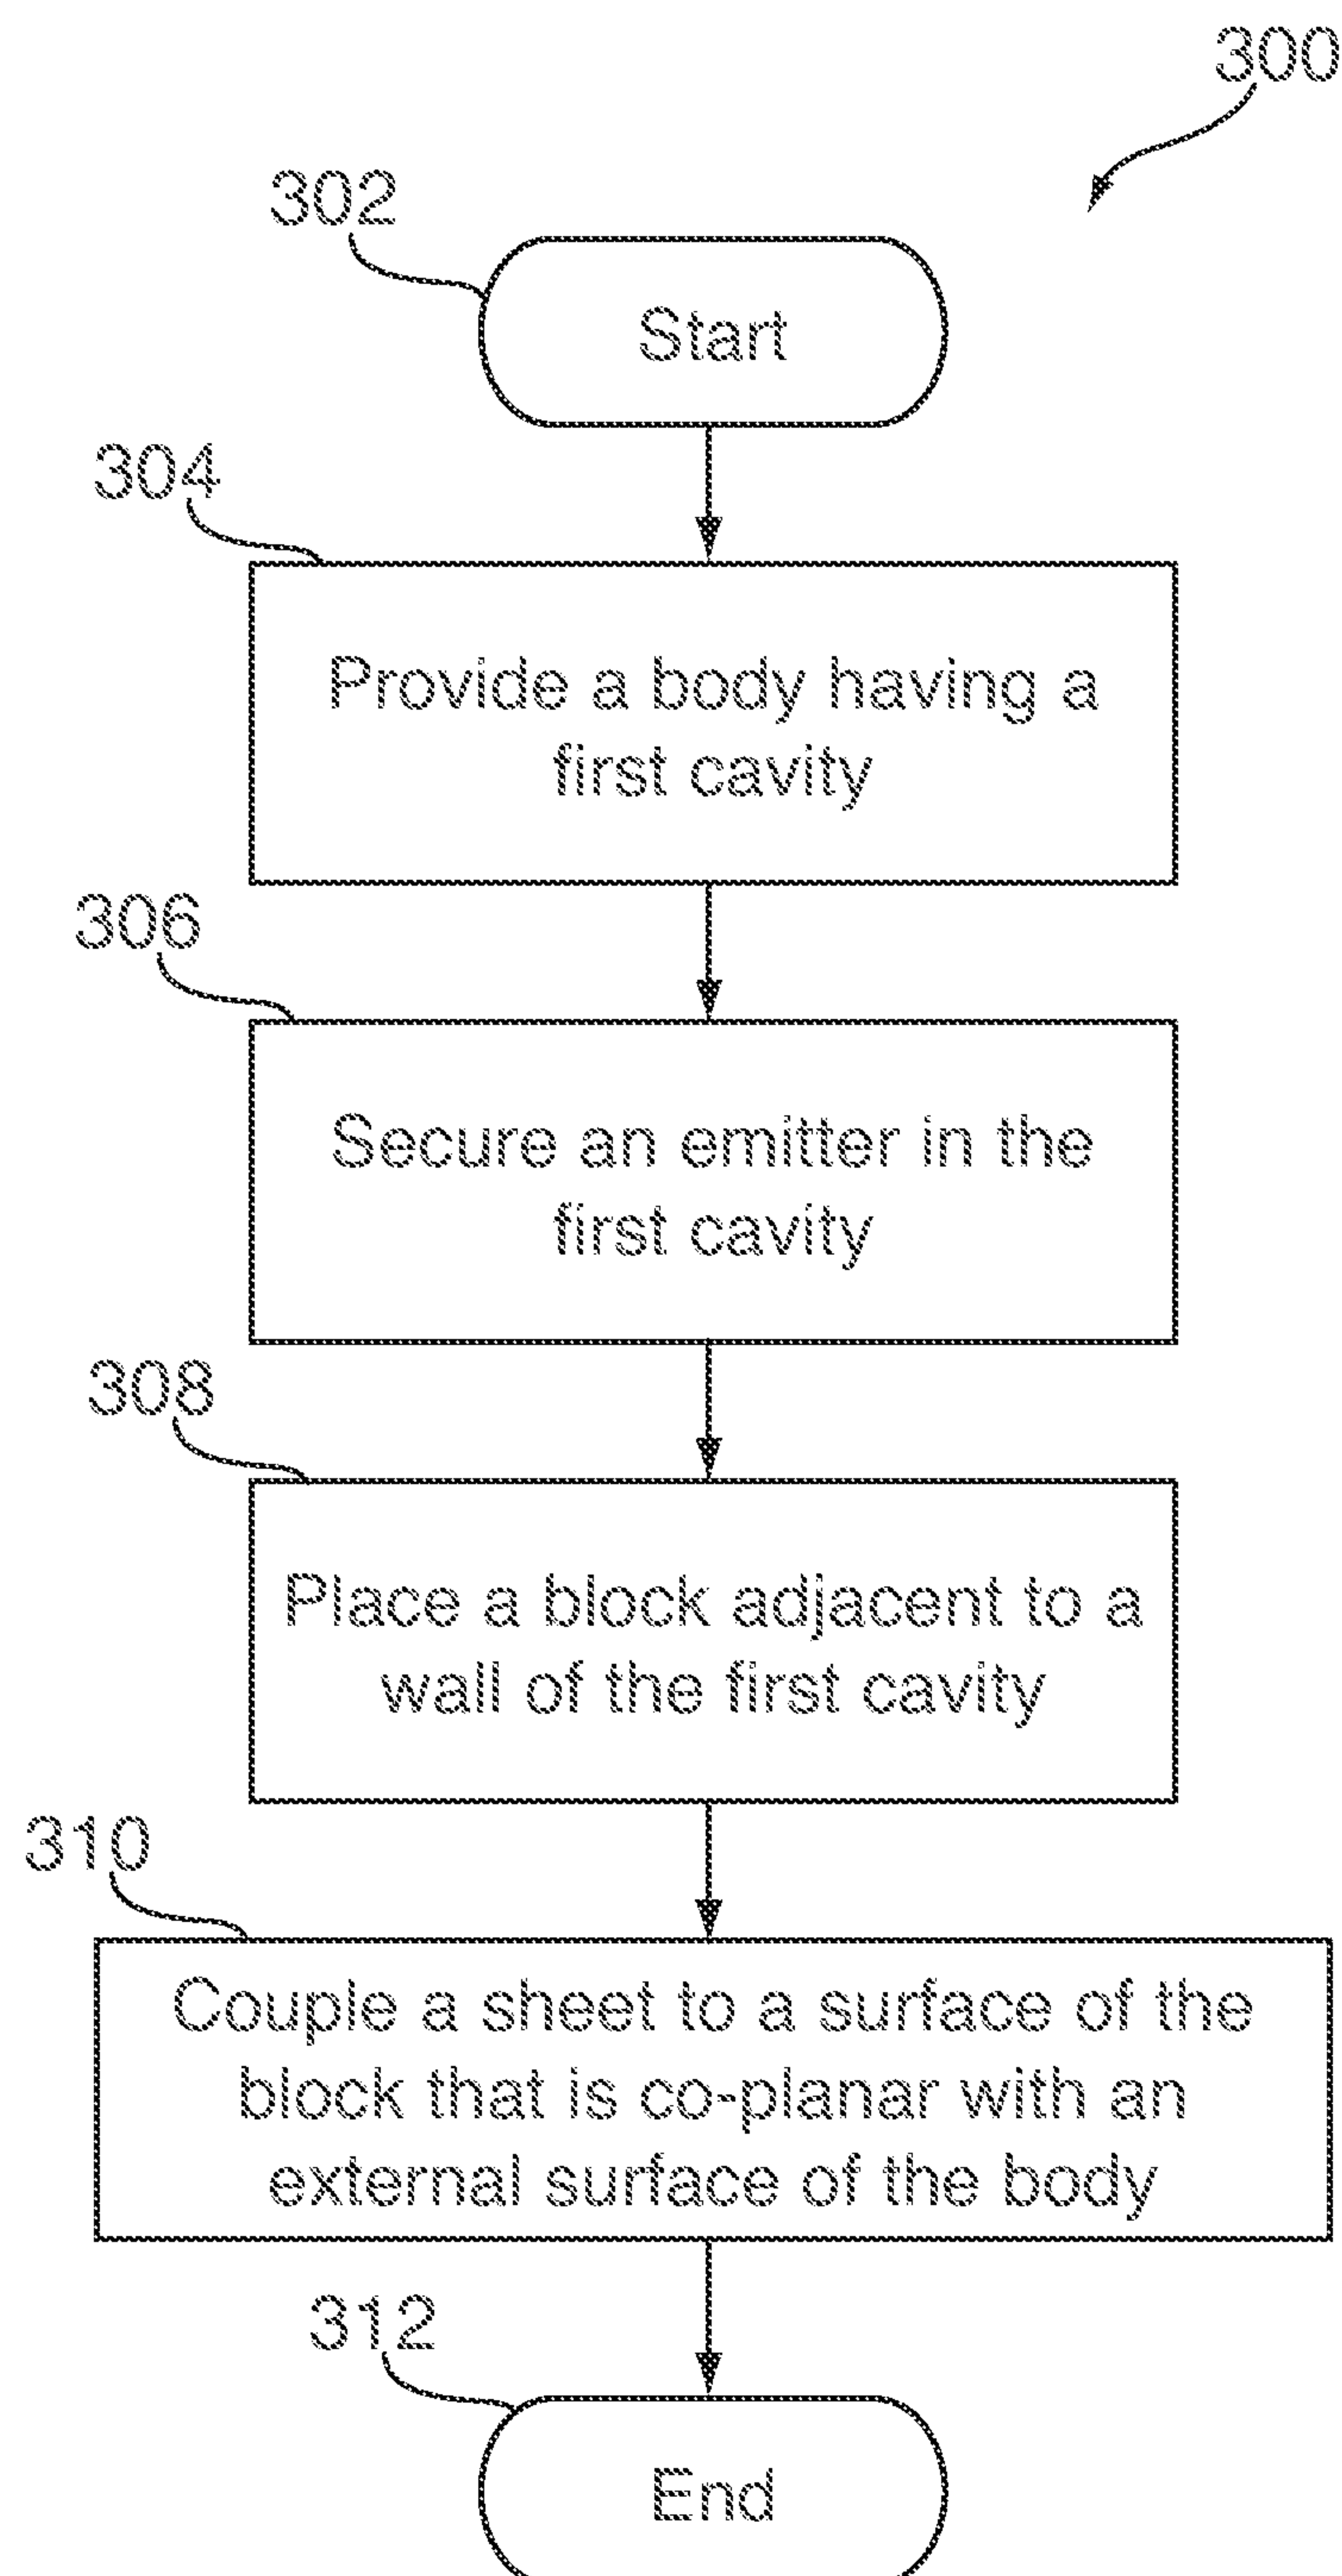 300
302
Start
304
Provide a body having a
first cavity
306
Secure an emitter in the
first cavity
308
Place a block adjacent to a
wall of the first cavity
310
Couple a sheet to a surface of the
block that is co-planar with an
external surface of the body
312
End